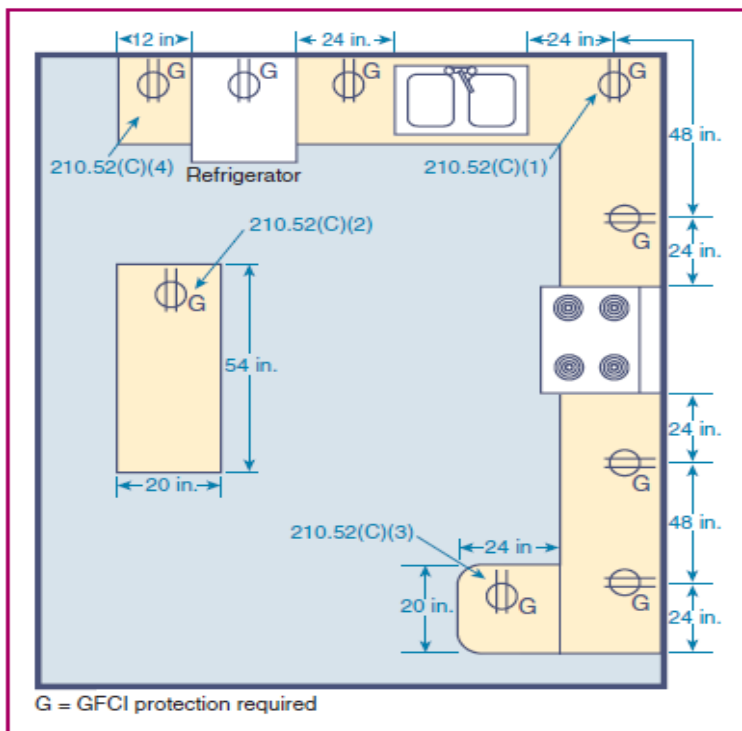 12 in
24 in.
24 in.
G
G
G
G
48 in.
210.52(C)(4)
Refrigerator
210.52(C)(1)
210.52(C)(2)
G
24 in.
G
54 in.
24 in.
20 in.
G
210.52(C)(3)
24 in
48 in.
20 in.
G
G
24 in.
G = GFCI protection required